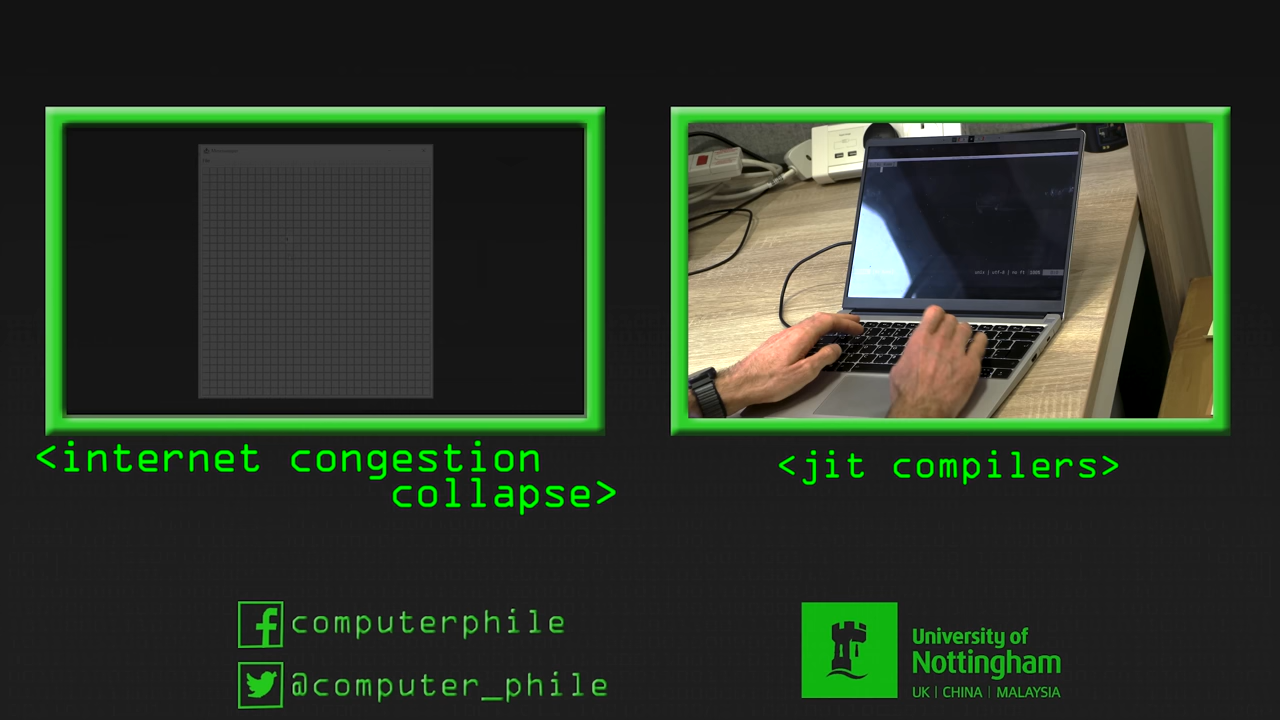 <internet congestion
collapse>
<jit compilers>
computerphile
@computer_phile
University of
Nottingham
UK | CHINA | MALAYSIA